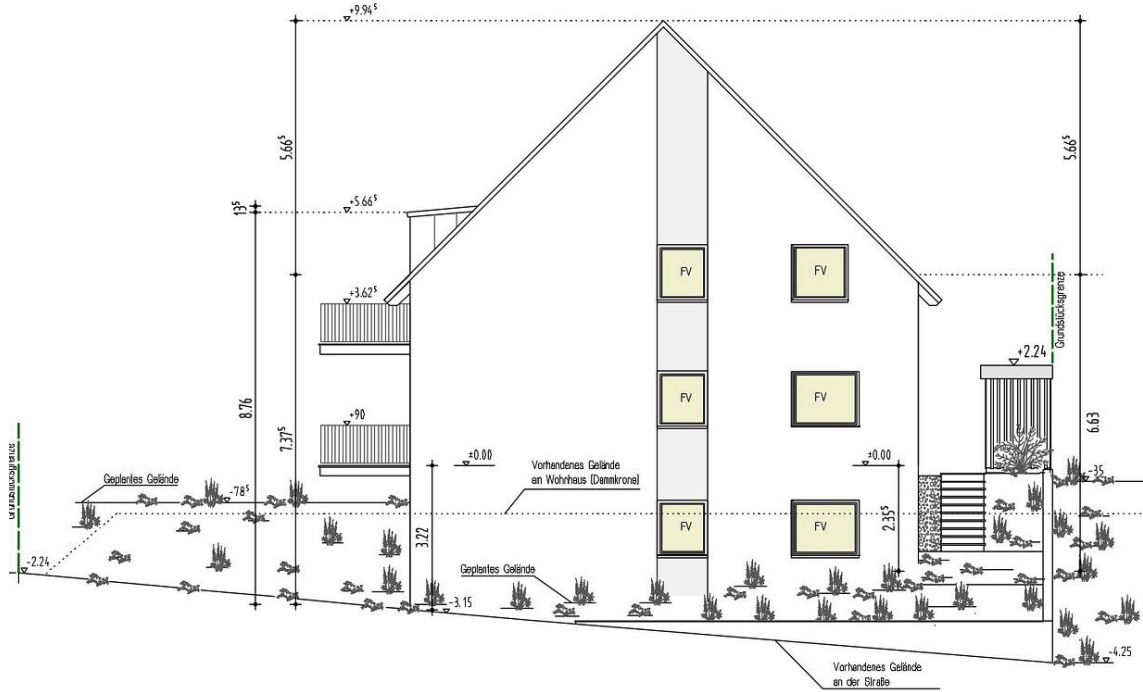 +9.94⁵
5.66⁵
5.66⁵
13⁵
+5.66⁵
FV
FV
+3.62⁵
Grundstücksgrenze
+2.24
8.76
7.37⁵
+90
FV
FV
6.63
±0.00
±0.00
Vorhandenes Gelände
am Wohnhaus (Dammkrone)
Grundstücksgrenze
Geplantes Gelände
-78⁵
-35
3.22
FV
FV
2.35⁵
-2.24
Geplantes Gelände
-3.15
-4.25
Vorhandenes Gelände
an der Straße